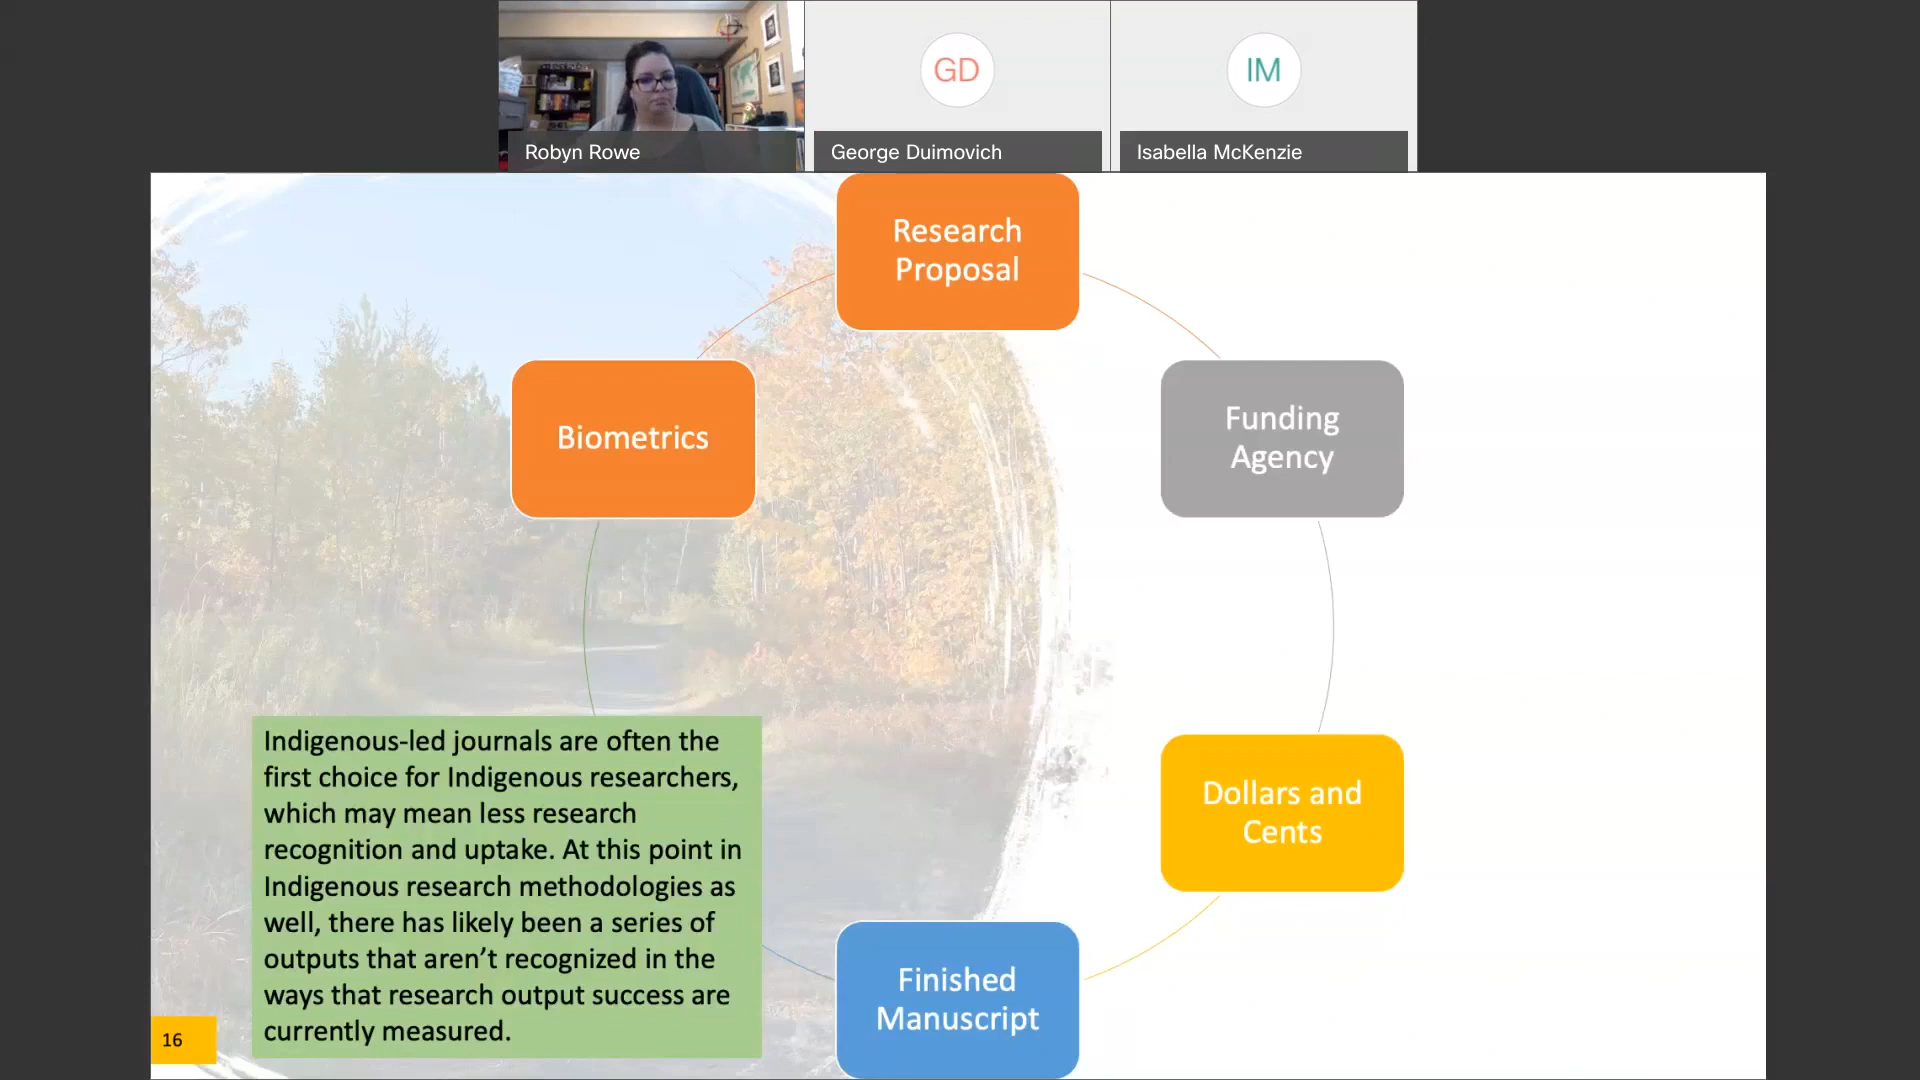 GD
IM
Robyn Rowe
George Duimovich
Isabella McKenzie
Research
Proposal
Biometrics
Funding
Agency
Dollars and
Cents
Finished
Manuscript
Indigenous-led journals are often the
first choice for Indigenous researchers,
which may mean less research
recognition and uptake. At this point in
Indigenous research methodologies as
well, there has likely been a series of
outputs that aren’t recognized in the
ways that research output success are
currently measured.
16